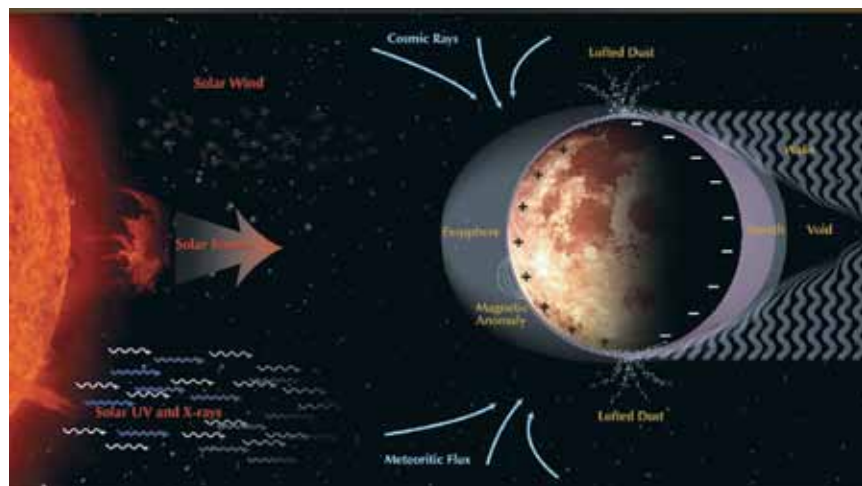 Cosmic Rays
Lofted Dust
Solar Wind
Wake
Solar
Exosphere
Void
Magnetic
Anomaly
Solar UV and X-rays
Lofted Dust
Meteoritic Flux